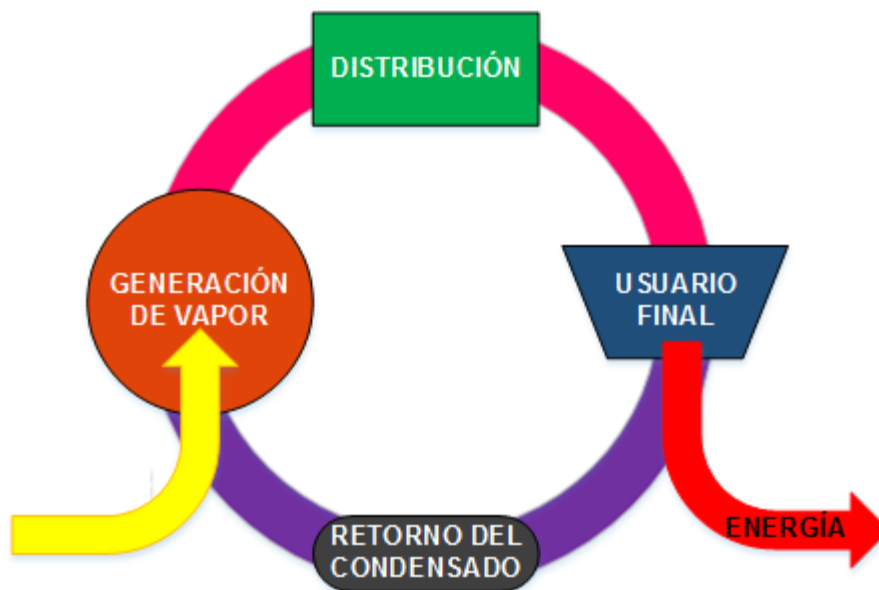 DISTRIBUCIÓN
GENERACIÓN
DE VAPOR
USUARIO
FINAL
RETORNO DEL
CONDENSADO
ENERGÍA